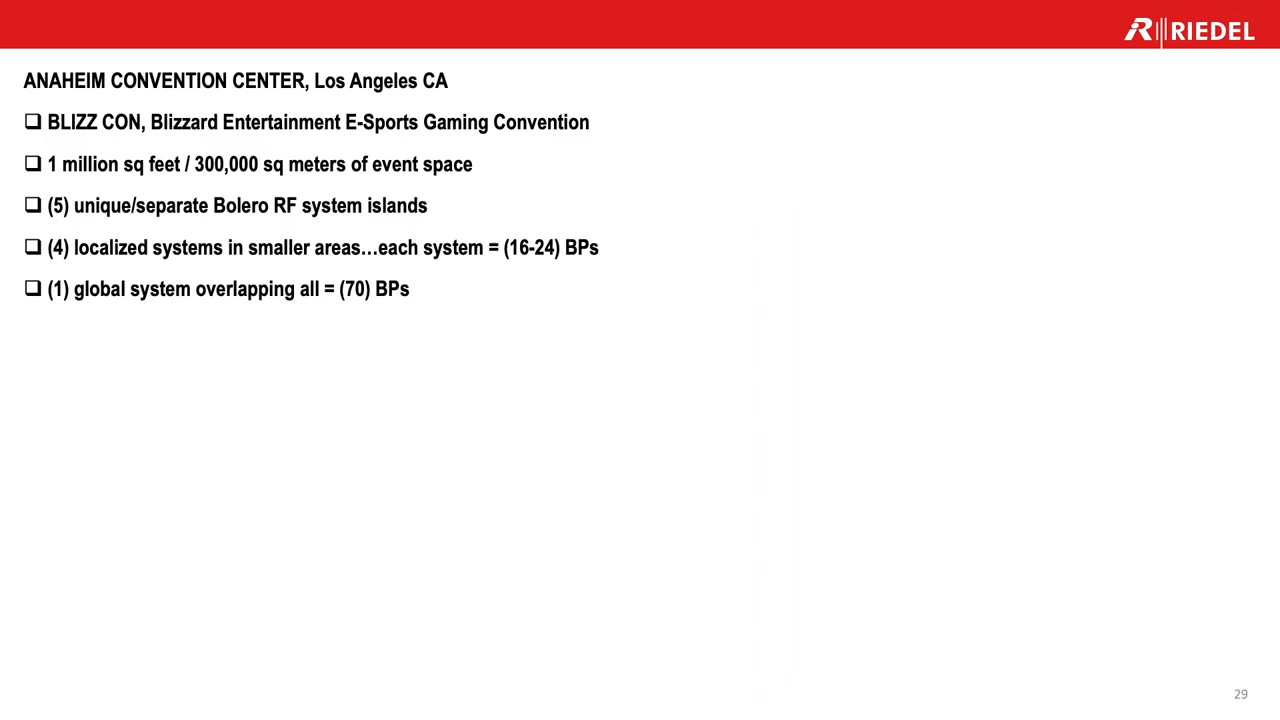 RIEDEL
ANAHEIM CONVENTION CENTER, Los Angeles CA
❑ BLIZZ CON, Blizzard Entertainment E-Sports Gaming Convention
❑ 1 million sq feet / 300,000 sq meters of event space
❑ (5) unique/separate Bolero RF system islands
❑ (4) localized systems in smaller areas…each system = (16-24) BPs
❑ (1) global system overlapping all = (70) BPs
29